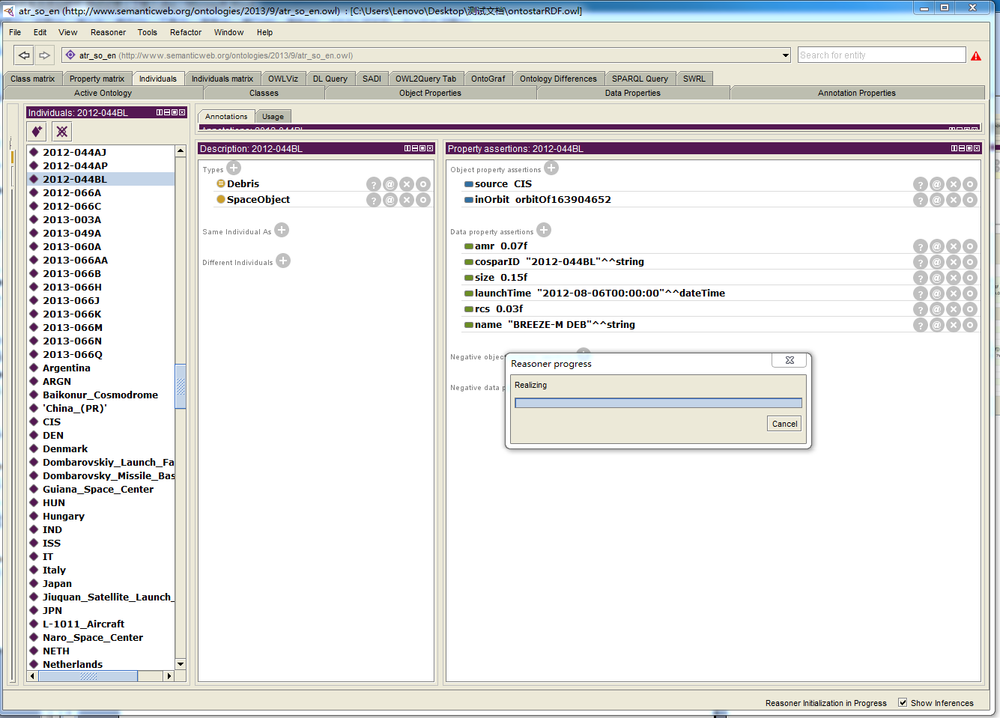 atr_so_en (http://www.semanticweb.org/ontologies/2013/9/atr_so_en.owl) : [C:\Users\Lenovo\Desktop\测试文档\ontostarRDF.owl]
File Edit View Reasoner Tools Refactor Window Help
atr_so_en (http://www.semanticweb.org/ontologies/2013/9/atr_so_en.owl)
Search for entity
Class matrix Property matrix Individuals Individuals matrix OWLViz DL Query SADI OWL2Query Tab OntoGraf Ontology Differences SPARQL Query SWRL
Active Ontology Classes Object Properties Data Properties Annotation Properties
Individuals: 2012-044BL
2012-044AJ
2012-044AP
2012-044BL
2012-066A
2012-066C
2013-003A
2013-049A
2013-060A
2013-066AA
2013-066B
2013-066H
2013-066J
2013-066K
2013-066M
2013-066N
2013-066Q
Argentina
ARGN
Baikonur_Cosmodrome
'China_(PR)'
CIS
DEN
Denmark
Dombarovskiy_Launch_Fa
Dombarovsky_Missile_Bas
Guiana_Space_Center
HUN
Hungary
IND
ISS
IT
Italy
Japan
Jiuquan_Satellite_Launch_
JPN
L-1011_Aircraft
Naro_Space_Center
NETH
Netherlands
Annotations Usage
Annotations: 2012-044BL
Description: 2012-044BL
Types
Debris
SpaceObject
Same Individual As
Different Individuals
Property assertions: 2012-044BL
Object property assertions
source CIS
inOrbit orbitOf163904652
Data property assertions
amr 0.07f
cosparID "2012-044BL"^^string
size 0.15f
launchTime "2012-08-06T00:00:00"^^dateTime
rcs 0.03f
name "BREEZE-M DEB"^^string
Negative objec
Negative data p
Reasoner progress
Realizing
Cancel
Reasoner Initialization in Progress Show Inferences